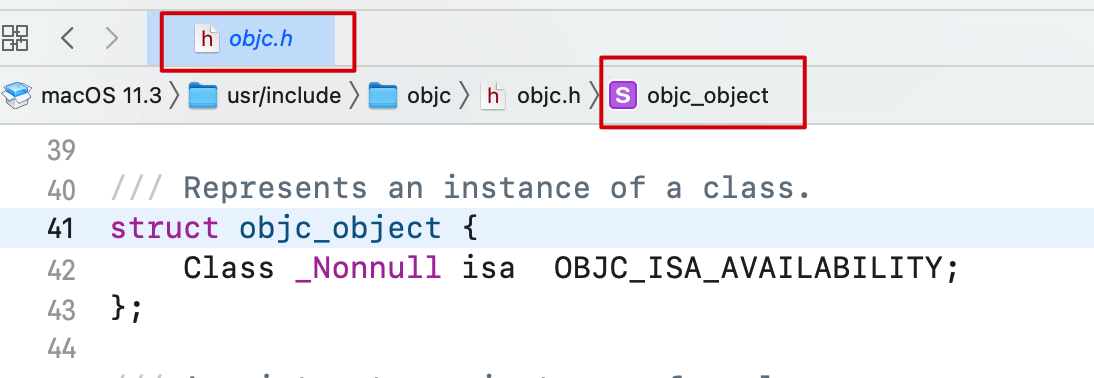 h objc.h
macOS 11.3 〉 usr/include 〉 objc 〉 h objc.h 〉 S objc_object
39
40 /// Represents an instance of a class.
41 struct objc_object {
42 Class _Nonnull isa  OBJC_ISA_AVAILABILITY;
43 };
44